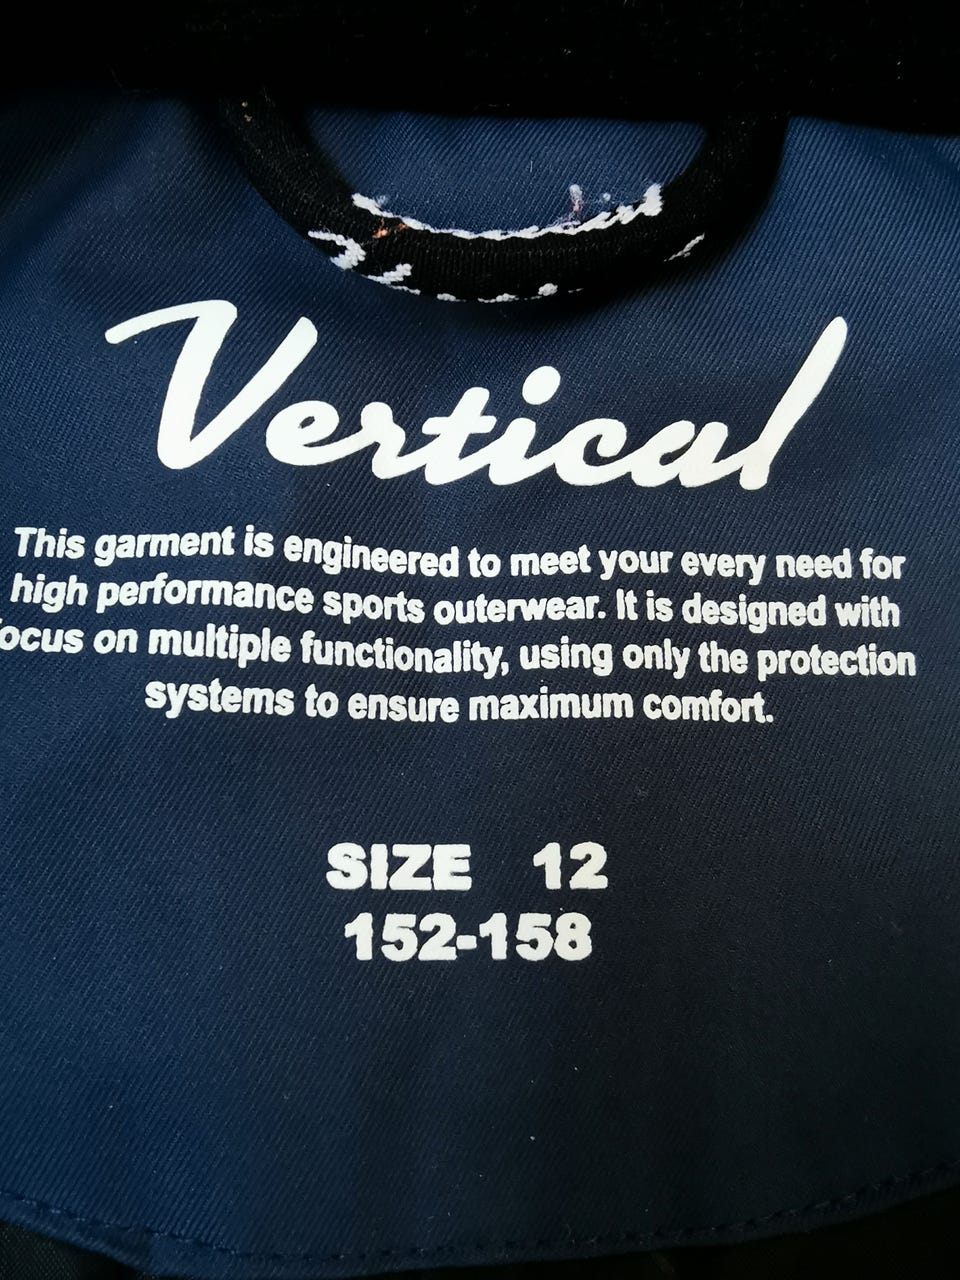 Vertical
This garment is engineered to meet your every need for
high performance sports outerwear. It is designed with
focus on multiple functionality, using only the protection
systems to ensure maximum comfort.
SIZE 12
152-158